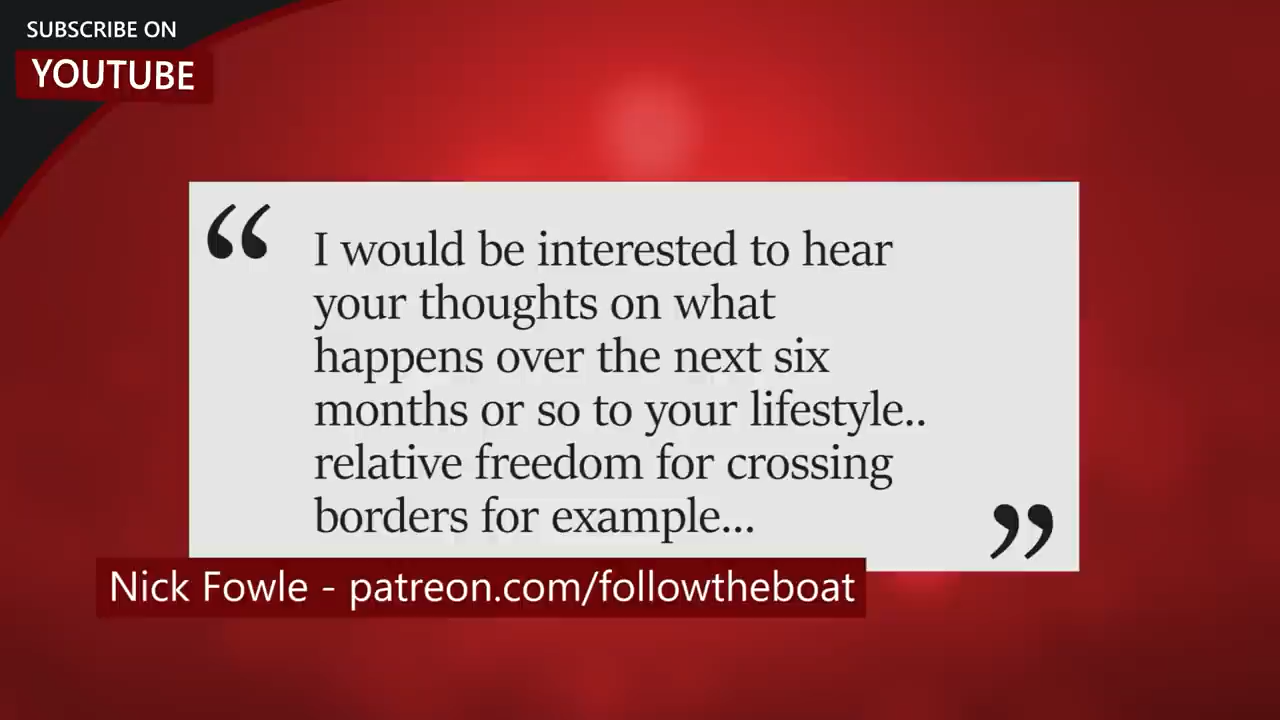 SUBSCRIBE ON
YOUTUBE
“ I would be interested to hear
your thoughts on what
happens over the next six
months or so to your lifestyle..
relative freedom for crossing
borders for example... ”
Nick Fowle - patreon.com/followtheboat